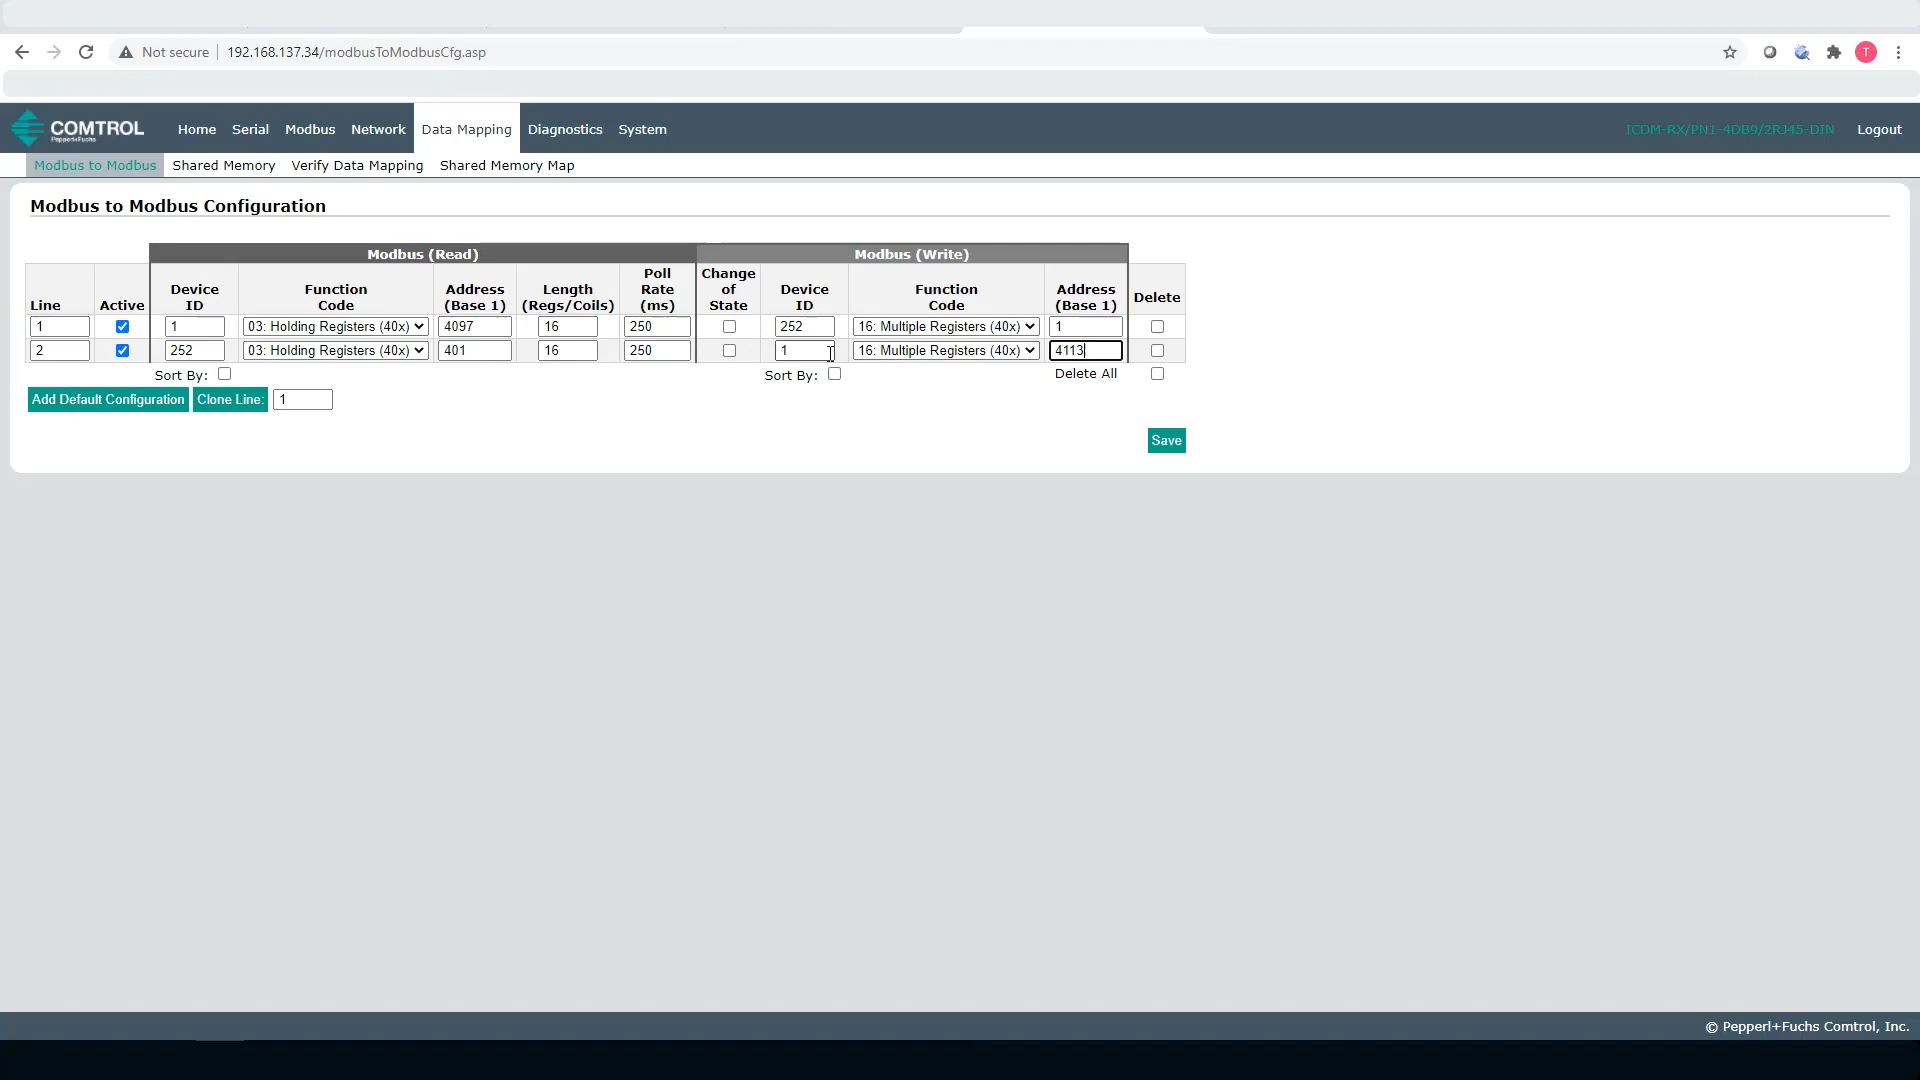 Not secure 192.168.137.34/modbusToModbusCfg.asp T
COMTROL Pepperl+Fuchs Home Serial Modbus Network Data Mapping Diagnostics System ICDM-RX/PN1-4DB9/2RJ45-DIN Logout
Modbus to Modbus Shared Memory Verify Data Mapping Shared Memory Map
Modbus to Modbus Configuration
Modbus (Read) Modbus (Write)
Line Active Device ID Function Code Address (Base 1) Length (Regs/Coils) Poll Rate (ms) Change of State Device ID Function Code Address (Base 1) Delete
1 1 03: Holding Registers (40x) 4097 16 250 252 16: Multiple Registers (40x) 1
2 252 03: Holding Registers (40x) 401 16 250 1 16: Multiple Registers (40x) 4113
Sort By: Sort By: Delete All
Add Default Configuration Clone Line: 1
Save
© Pepperl+Fuchs Comtrol, Inc.